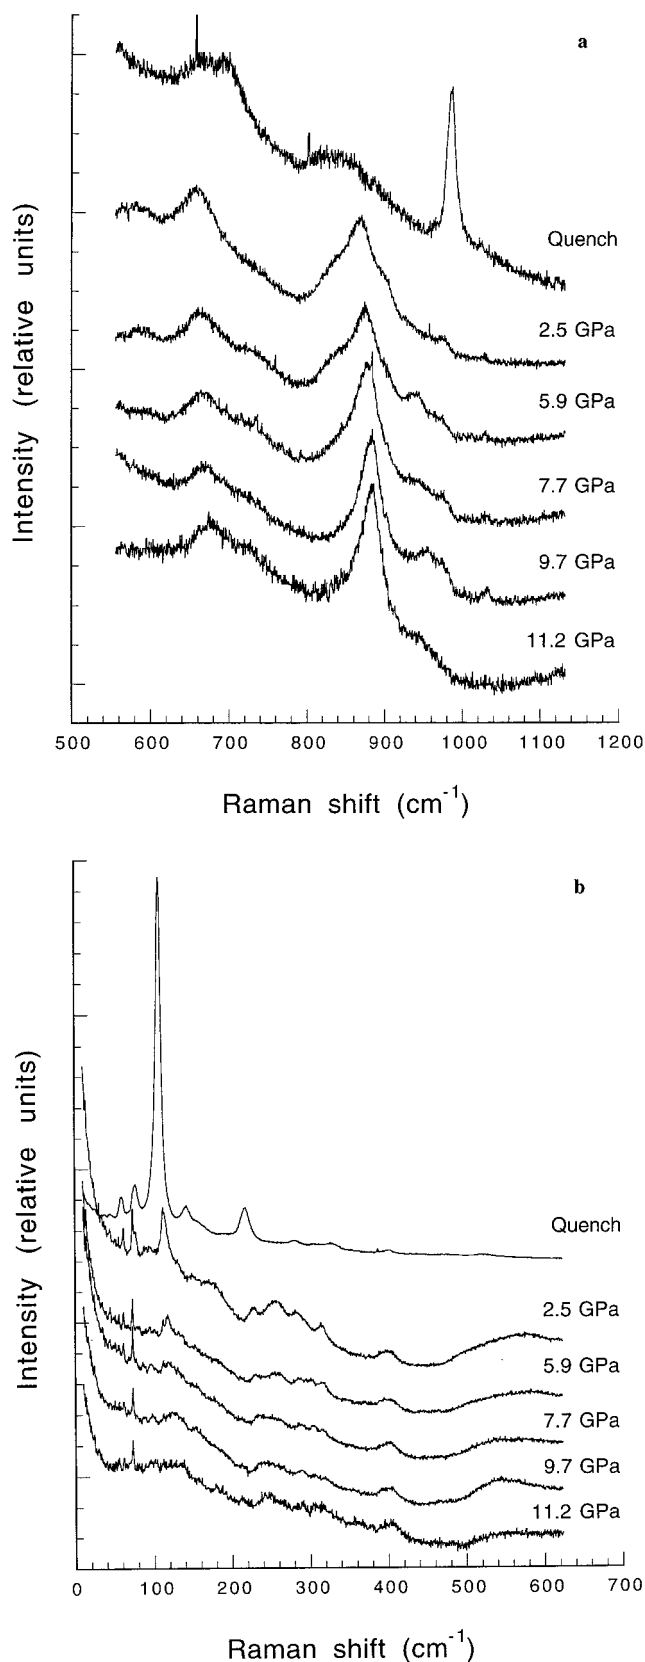 a
Intensity (relative units)
Quench
2.5 GPa
5.9 GPa
7.7 GPa
9.7 GPa
11.2 GPa
500 600 700 800 900 1000 1100 1200
Raman shift (cm-1)
b
Intensity (relative units)
Quench
2.5 GPa
5.9 GPa
7.7 GPa
9.7 GPa
11.2 GPa
0 100 200 300 400 500 600 700
Raman shift (cm-1)